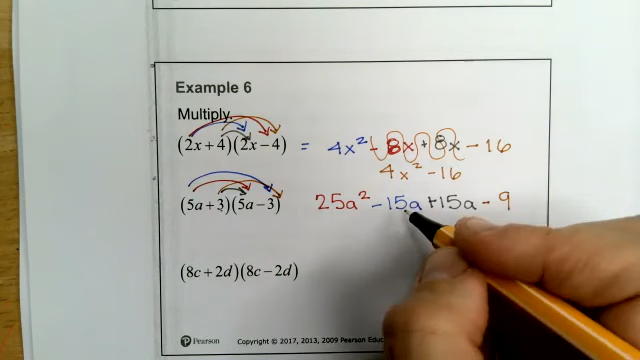 Example 6
Multiply.
(2x + 4)(2x − 4) = 4x² − 8x + 8x − 16
4x² − 16
(5a + 3)(5a − 3) 25a² − 15a + 15a − 9
(8c + 2d)(8c − 2d)
Pearson Copyright © 2017, 2013, 2009 Pearson